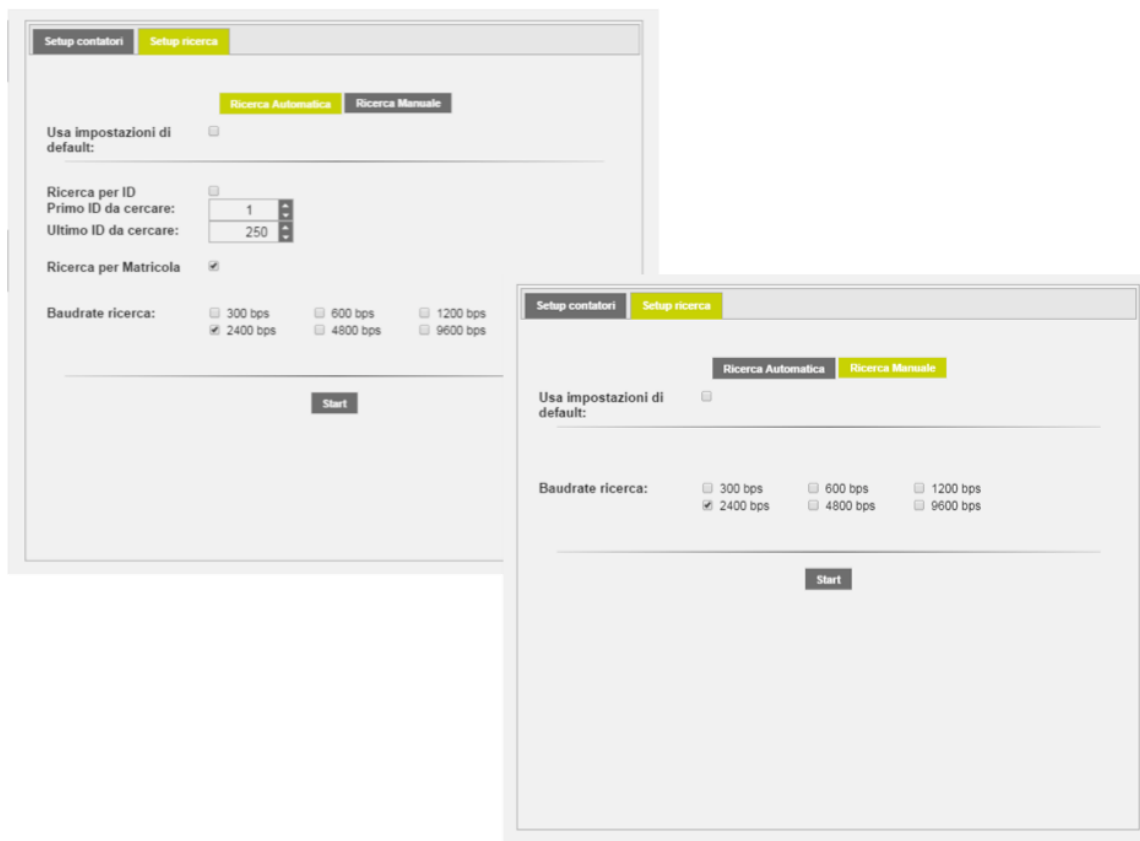 Setup contatori Setup ricerca
Ricerca Automatica Ricerca Manuale
Usa impostazioni di
default:
Ricerca per ID
Primo ID da cercare: 1
Ultimo ID da cercare: 250
Ricerca per Matricola
Baudrate ricerca: 300 bps 600 bps 1200 bps
2400 bps 4800 bps 9600 bps
Start
Setup contatori Setup ricerca
Ricerca Automatica Ricerca Manuale
Usa impostazioni di
default:
Baudrate ricerca: 300 bps 600 bps 1200 bps
2400 bps 4800 bps 9600 bps
Start